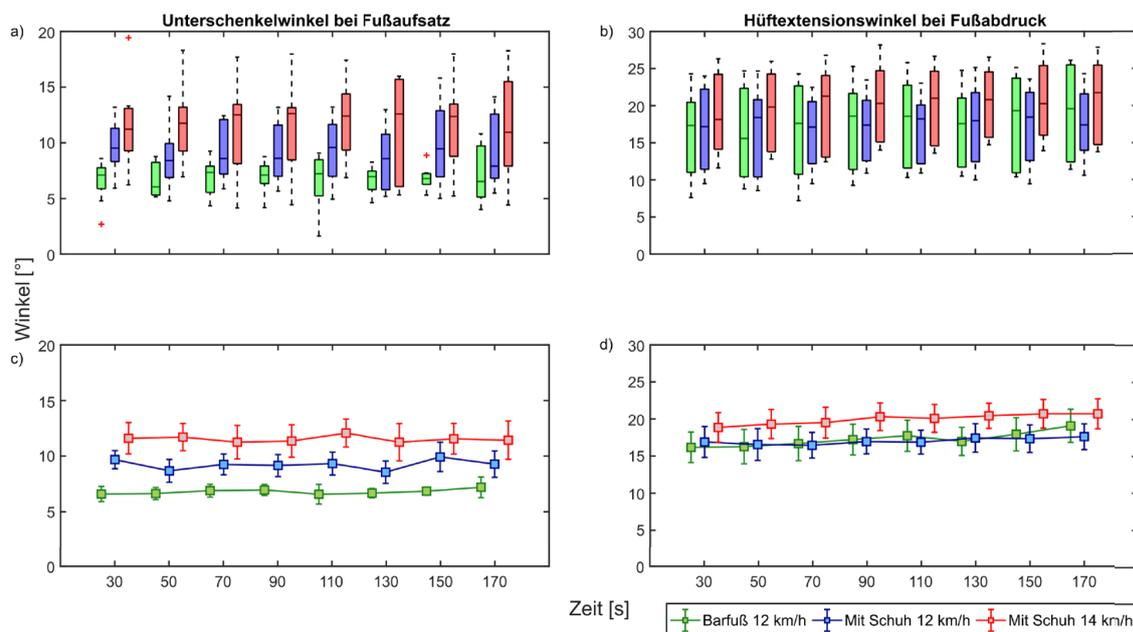 Unterschenkelwinkel bei Fußaufsatz
Hüftextensionswinkel bei Fußabdruck
a)
20
15
10
5
0
b)
30
25
20
15
10
5
0
Winkel [°]
c)
20
15
10
5
0
30 50 70 90 110 130 150 170
d)
30
25
20
15
10
5
0
30 50 70 90 110 130 150 170
Zeit [s]
Barfuß 12 km/h Mit Schuh 12 km/h Mit Schuh 14 km/h